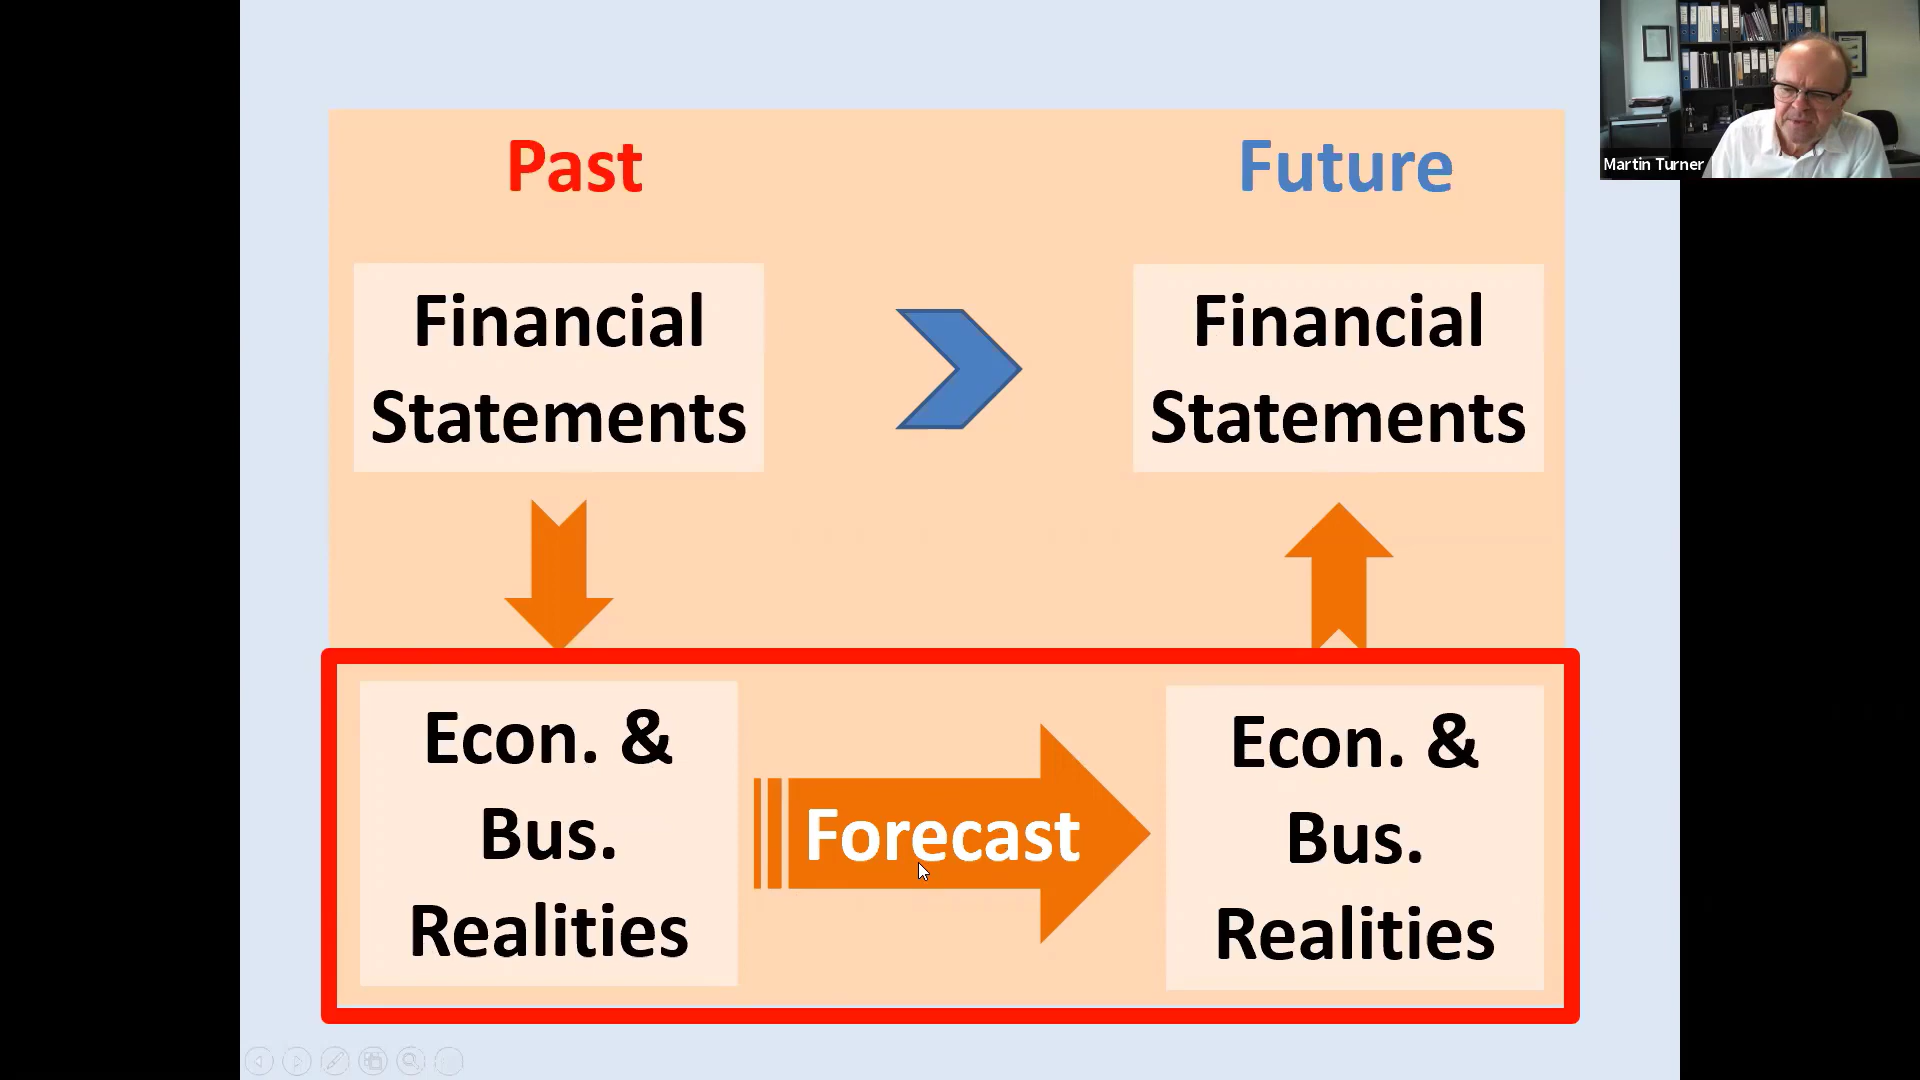 Past
Future
Financial
Statements
Financial
Statements
Econ. &
Bus.
Realities
Forecast
Econ. &
Bus.
Realities
Martin Turner